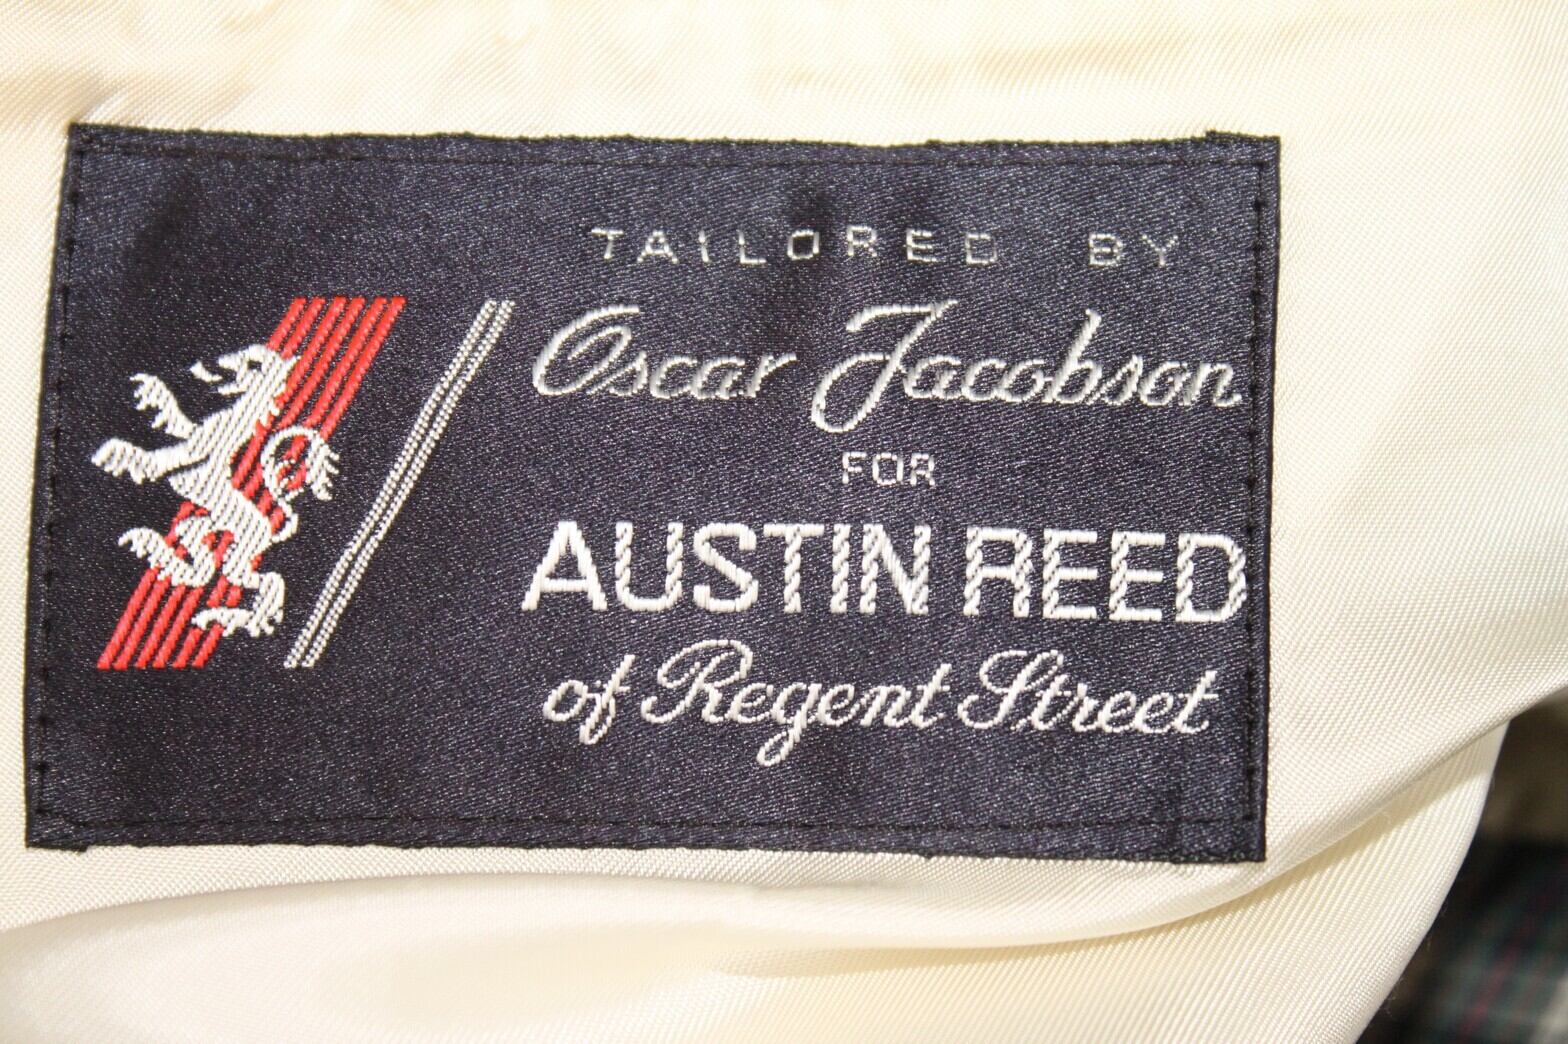 TAILORED BY
Oscar Jacobson
FOR
AUSTIN REED
of Regent Street